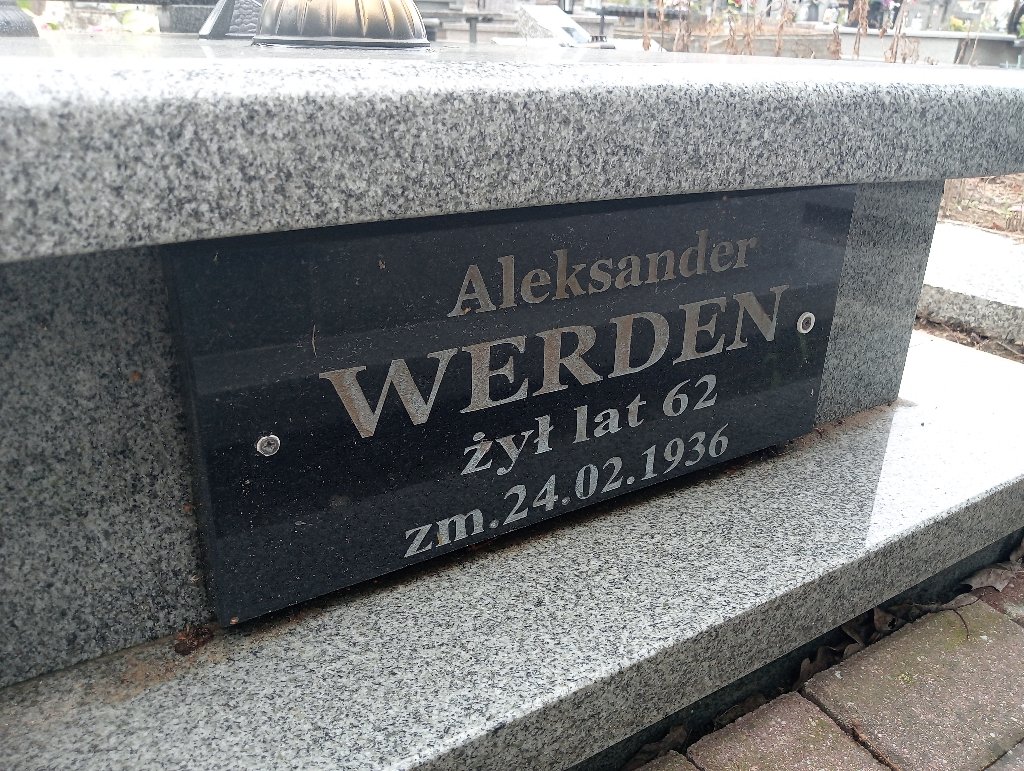 Aleksander
WERDEN
żył lat 62
zm.24.02.1936